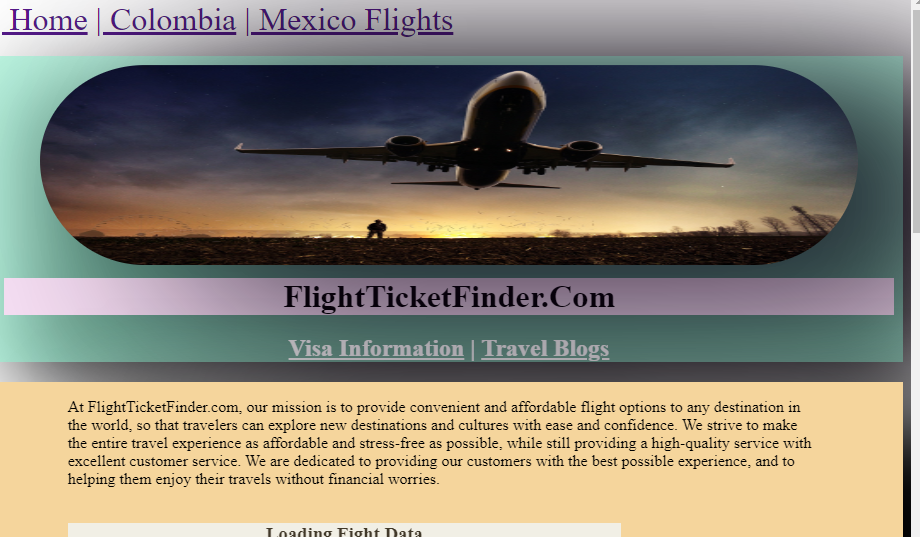 Home | Colombia | Mexico Flights
FlightTicketFinder.Com
Visa Information | Travel Blogs
At FlightTicketFinder.com, our mission is to provide convenient and affordable flight options to any destination in
the world, so that travelers can explore new destinations and cultures with ease and confidence. We strive to make
the entire travel experience as affordable and stress-free as possible, while still providing a high-quality service with
excellent customer service. We are dedicated to providing our customers with the best possible experience, and to
helping them enjoy their travels without financial worries.
Loading Fight Data